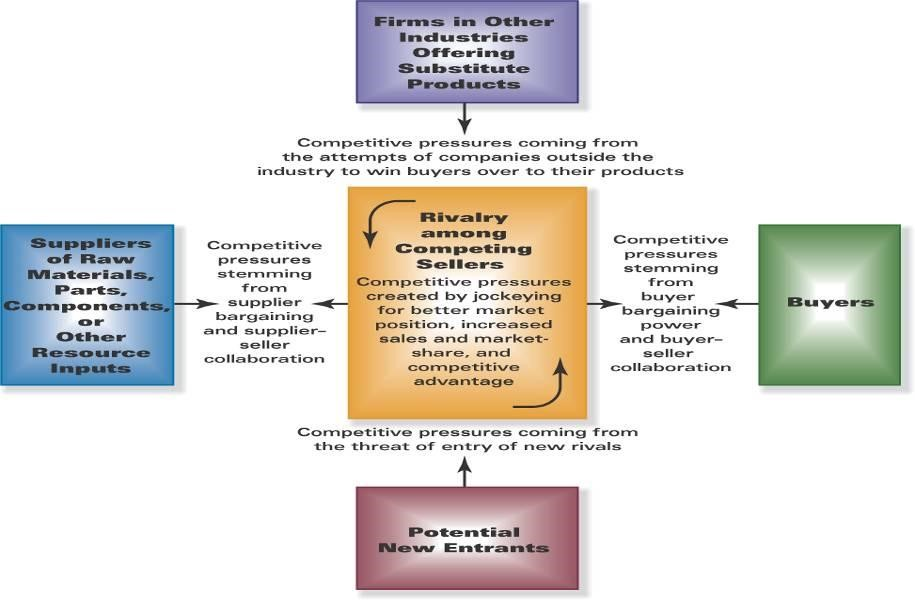 Firms in Other
Industries
Offering
Substitute
Products
Competitive pressures coming from
the attempts of companies outside the
industry to win buyers over to their products
Suppliers
of Raw
Materials,
Parts,
Components,
or
Other
Resource
Inputs
Competitive
pressures
stemming
from
supplier
bargaining
and supplier–
seller
collaboration
Rivalry
among
Competing
Sellers
Competitive pressures
created by jockeying
for better market
position, increased
sales and market-
share, and
competitive
advantage
Competitive
pressures
stemming
from
buyer
bargaining
power
and buyer–
seller
collaboration
Buyers
Competitive pressures coming from
the threat of entry of new rivals
Potential
New Entrants